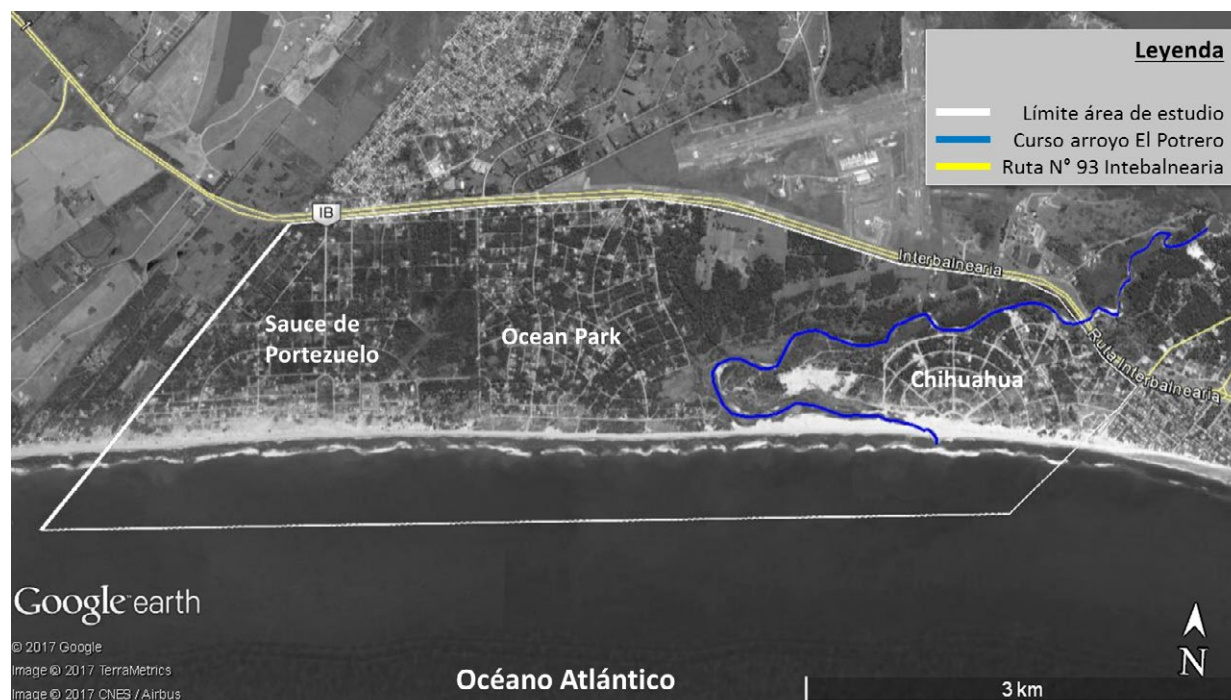 Leyenda
Límite área de estudio
Curso arroyo El Potrero
Ruta N° 93 Intebalnearia
1
IB
Interbalnearia
Ruta Interbalnearia
Sauce de
Portezuelo
Ocean Park
Chihuahua
Google earth
© 2017 Google
Image © 2017 TerraMetrics
Image © 2017 CNES / Airbus
Océano Atlántico
N
3 km